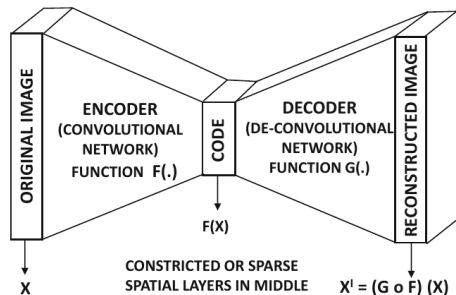 ORIGINAL IMAGE
ENCODER
(CONVOLUTIONAL
NETWORK)
FUNCTION F(.)
CODE
DECODER
(DE-CONVOLUTIONAL
NETWORK)
FUNCTION G(.)
RECONSTRUCTED IMAGE
F(X)
X
CONSTRICTED OR SPARSE
SPATIAL LAYERS IN MIDDLE
X^I = (G o F) (X)